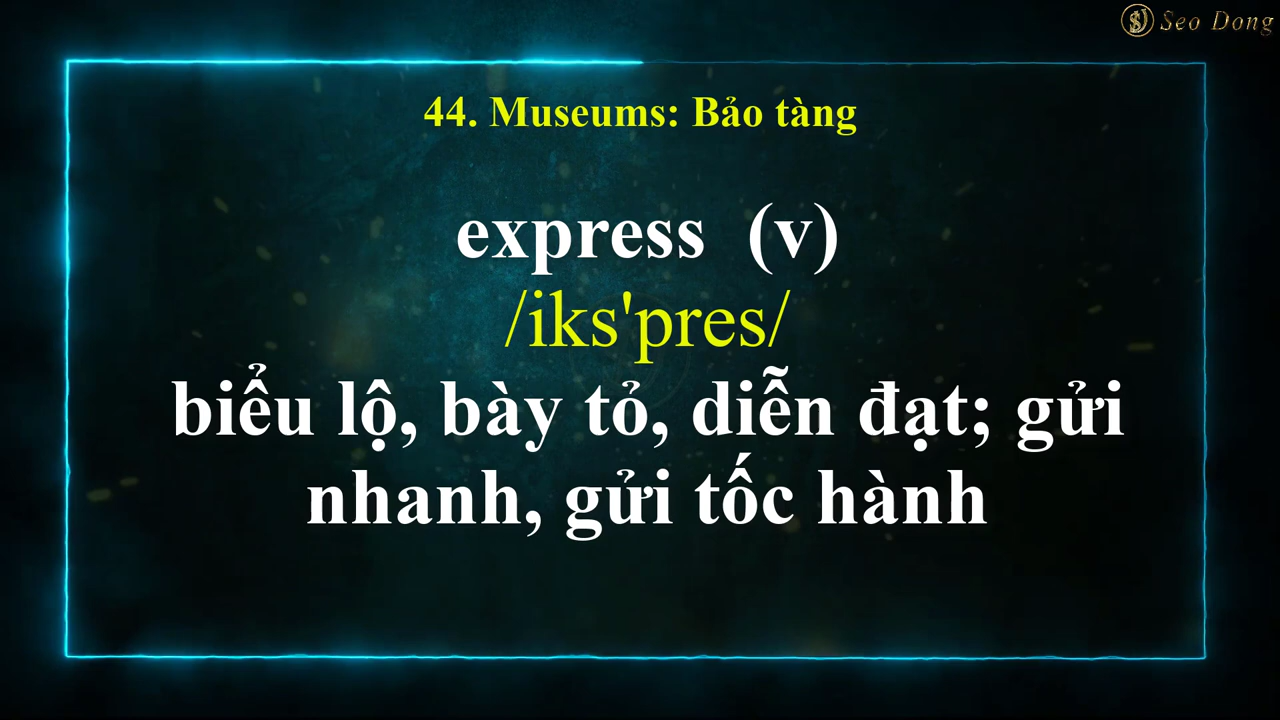 Seo Dong
44. Museums: Bảo tàng
express (v)
/iks'pres/
biểu lộ, bày tỏ, diễn đạt; gửi
nhanh, gửi tốc hành